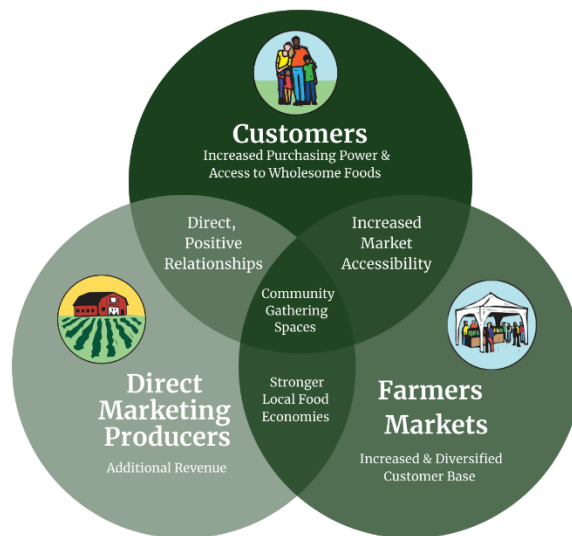 Customers
Increased Purchasing Power &
Access to Wholesome Foods
Direct,
Positive
Relationships
Increased
Market
Accessibility
Community
Gathering
Spaces
Direct
Marketing
Producers
Additional Revenue
Stronger
Local Food
Economies
Farmers
Markets
Increased & Diversified
Customer Base